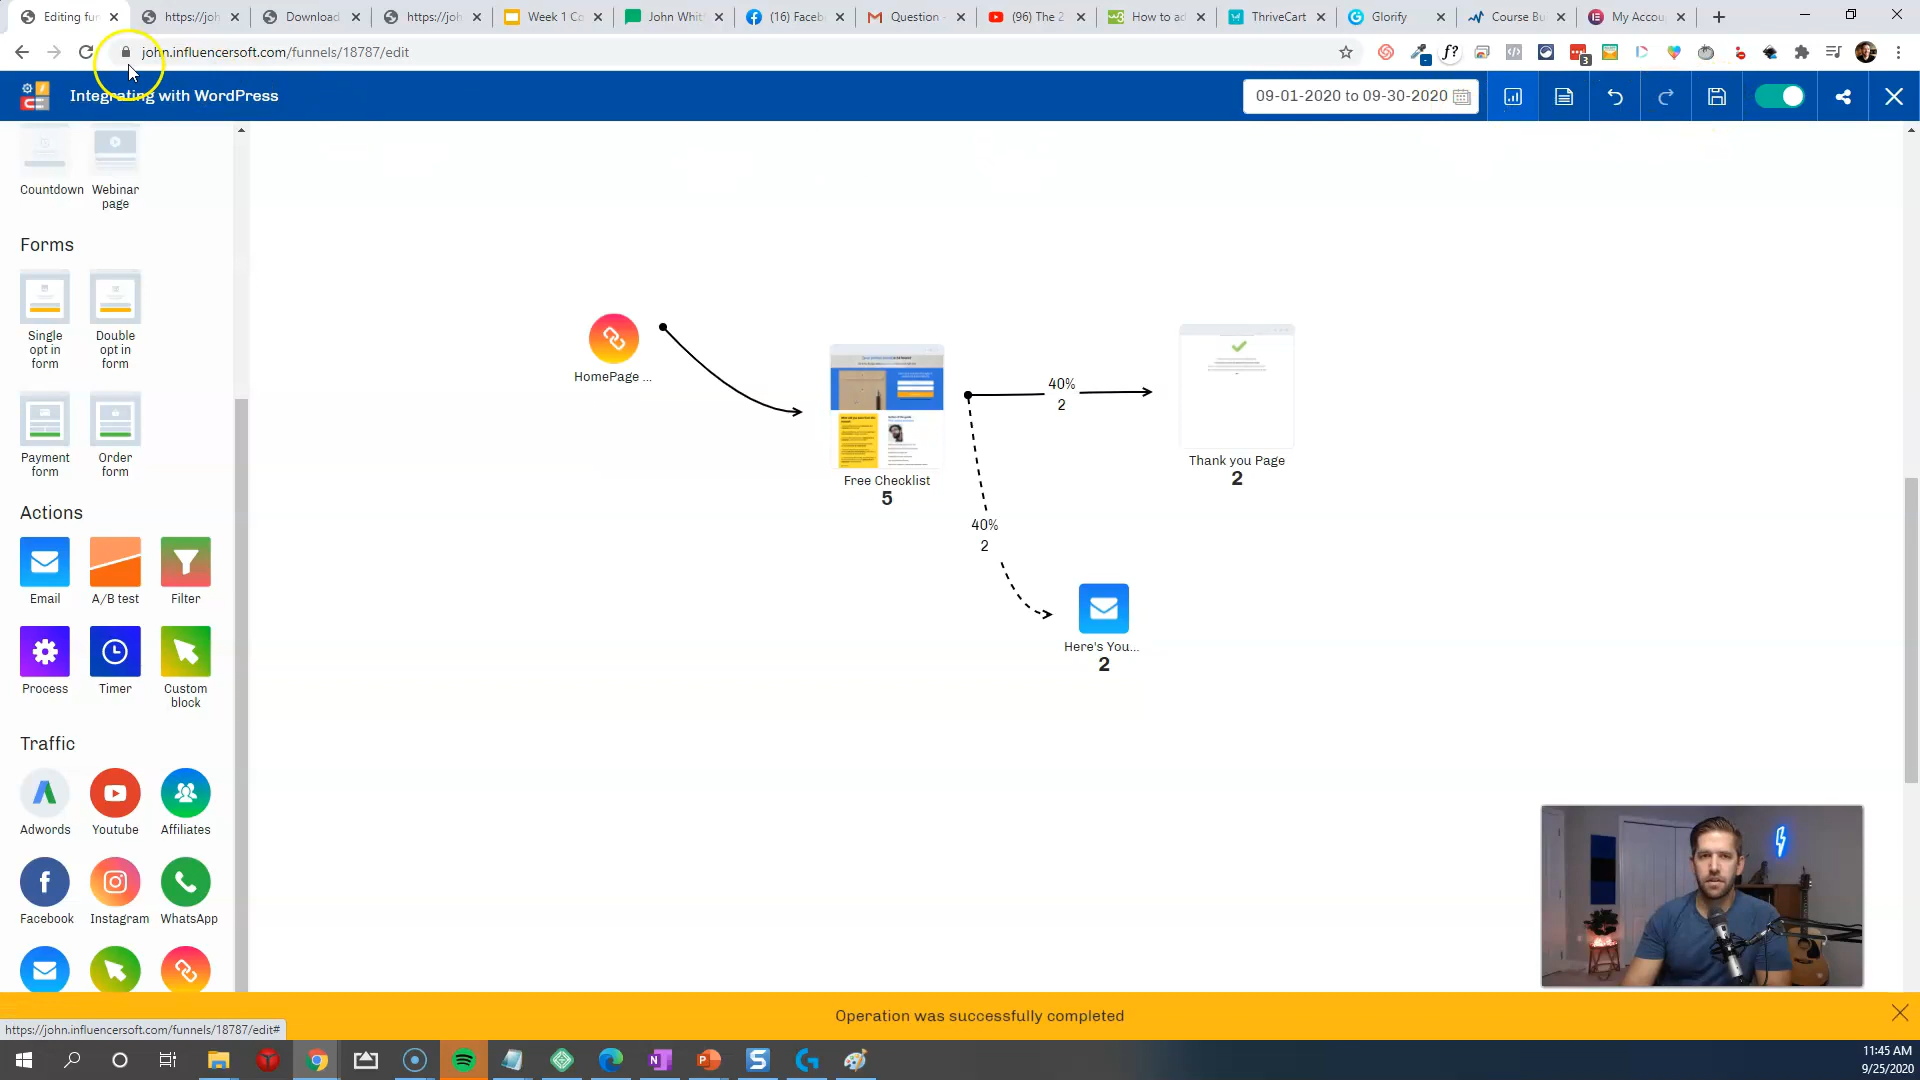 Editing fur
https://joh
Download
https://joh
Week 1 Co
John Whit
(16) Faceb
Question -
(96) The 2
How to ad
ThriveCart
Glorify
Course Bu
My Accou
john.influencersoft.com/funnels/18787/edit
f?
3
Integrating with WordPress
09-01-2020 to 09-30-2020
Countdown
Webinar
page
Forms
Single
opt in
form
Double
opt in
form
Payment
form
Order
form
Actions
Email
A/B test
Filter
Process
Timer
Custom
block
Traffic
Adwords
Youtube
Affiliates
Facebook
Instagram
WhatsApp
HomePage ...
Free Checklist
5
40%
2
Thank you Page
2
40%
2
Here's You...
2
Operation was successfully completed
https://john.influencersoft.com/funnels/18787/edit#
11:45 AM
9/25/2020